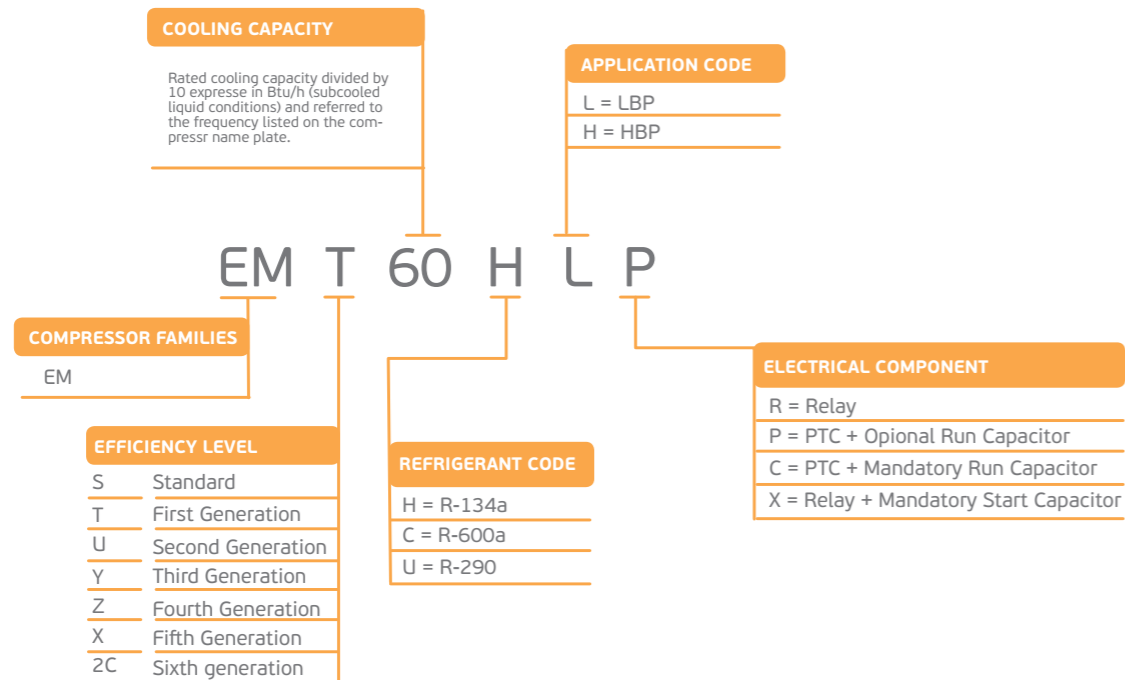 COOLING CAPACITY
Rated cooling capacity divided by
10 expresse in Btu/h (subcooled
liquid conditions) and referred to
the frequency listed on the com-
pressr name plate.
APPLICATION CODE
L = LBP
H = HBP
EM T 60 H L P
COMPRESSOR FAMILIES
EM
EFFICIENCY LEVEL
S Standard
T First Generation
U Second Generation
Y Third Generation
Z Fourth Generation
X Fifth Generation
2C Sixth generation
REFRIGERANT CODE
H = R-134a
C = R-600a
U = R-290
ELECTRICAL COMPONENT
R = Relay
P = PTC + Opional Run Capacitor
C = PTC + Mandatory Run Capacitor
X = Relay + Mandatory Start Capacitor